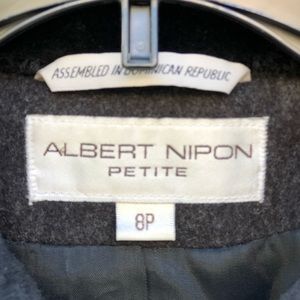 ASSEMBLED IN DOMINICAN REPUBLIC
ALBERT NIPON
PETITE
8P